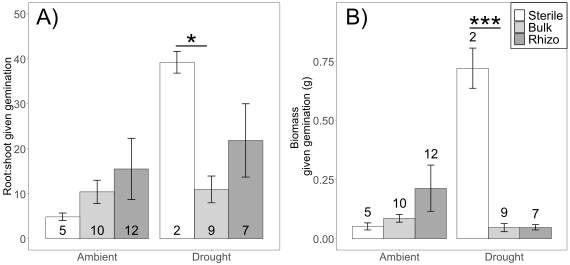 A)
Root:shoot given gemination
50
40
30
20
10
0
*
5 10 12 2 9 7
Ambient Drought
B)
Biomass
given gemination (g)
0.75
0.50
0.25
0.00
***
5 10 12 2 9 7
Ambient Drought
Sterile
Bulk
Rhizo